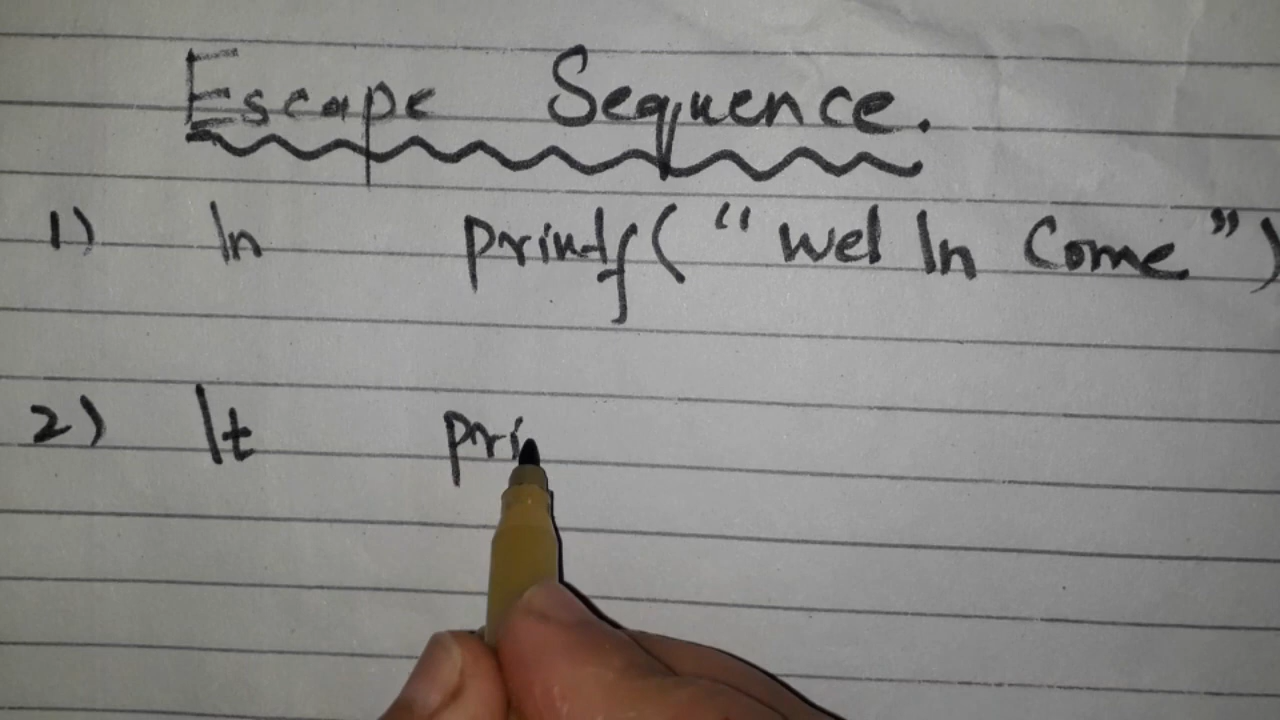 Escape Sequence.
1) \n printf( “ Wel \n Come ”)
2) \t pri